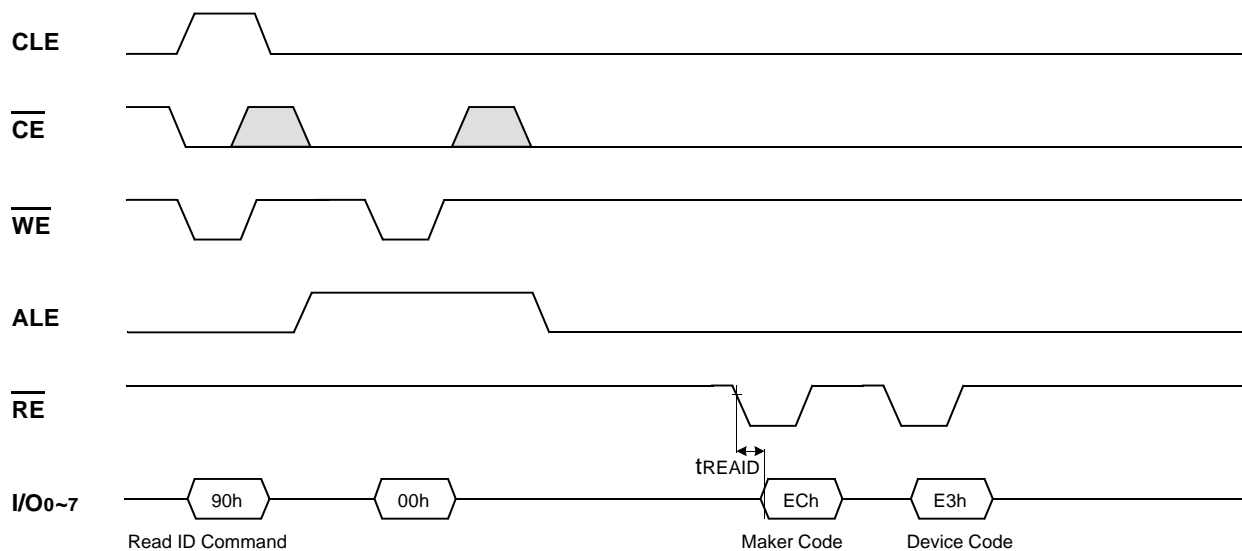 CLE
CE
WE
ALE
RE
tREAID
I/O0~7
90h
00h
ECh
E3h
Read ID Command
Maker Code
Device Code